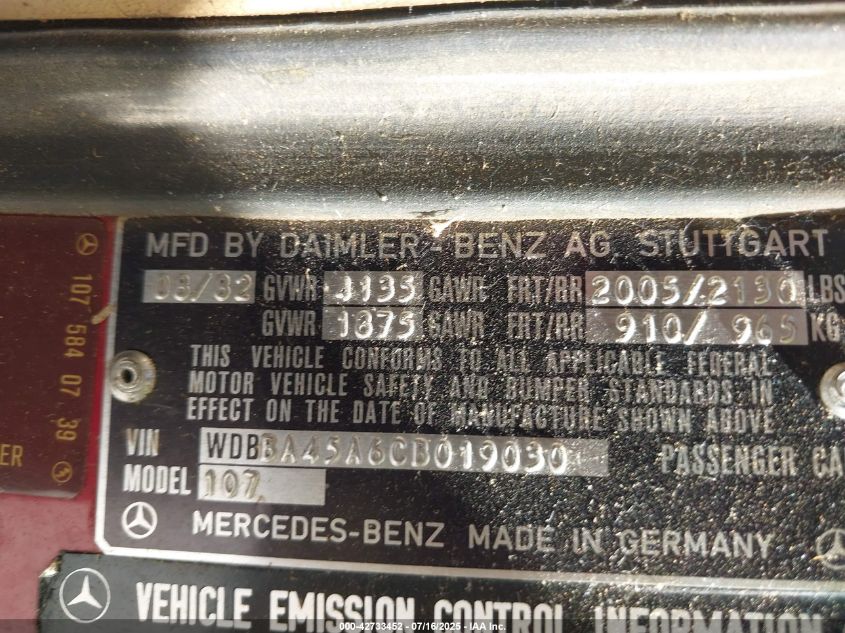 MFD BY DAIMLER-BENZ AG STUTTGART
08/82 GVWR 4135 GAWR FRT/RR 2005/2130 LBS
GVWR 1875 GAWR FRT/RR 910/ 965 KG
THIS VEHICLE CONFORMS TO ALL APPLICABLE FEDERAL
MOTOR VEHICLE SAFETY AND BUMPER STANDARDS IN
EFFECT ON THE DATE OF MANUFACTURE SHOWN ABOVE
VIN WDBBA45A6CB019030 PASSENGER CA
MODEL 107
MERCEDES-BENZ MADE IN GERMANY
107 584 07 39
ER
VEHICLE EMISSION CONTROL INFORMATION
000-42733452 - 07/16/2025 - IAA Inc.